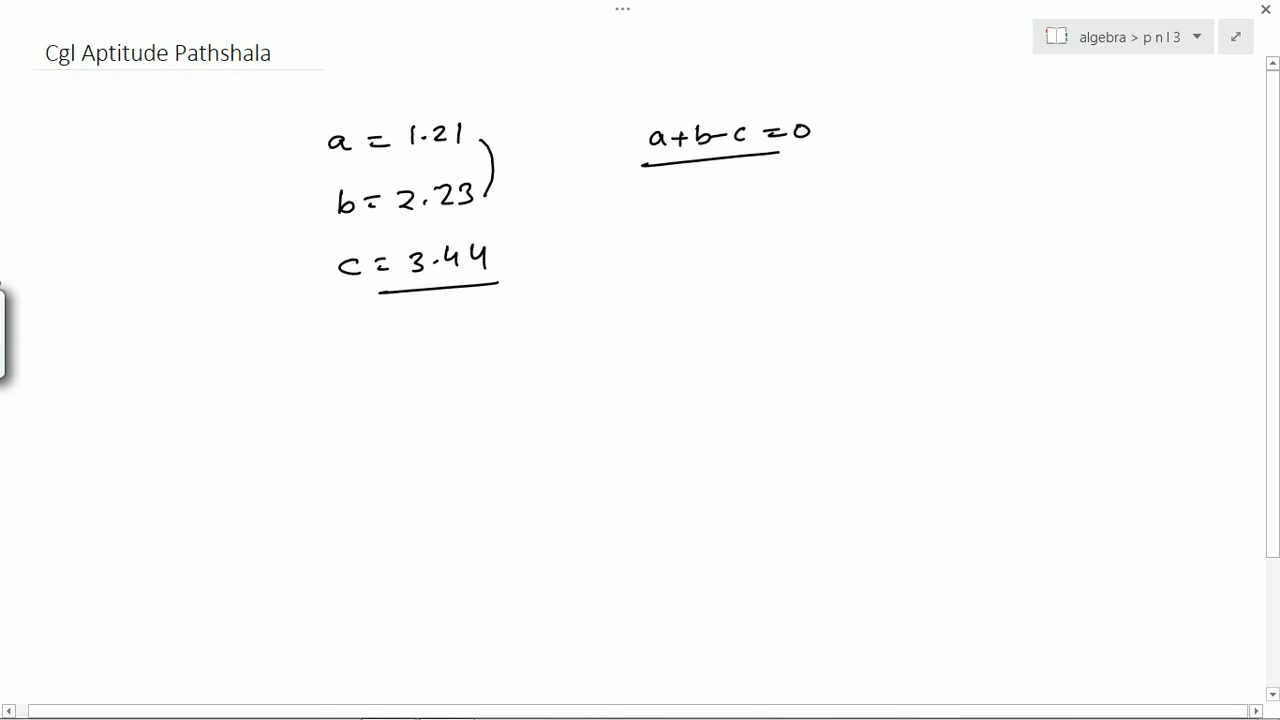 ...
algebra > p n l 3
Cgl Aptitude Pathshala
a = 1.21
a+b-c =0
b = 2.23
c = 3.44